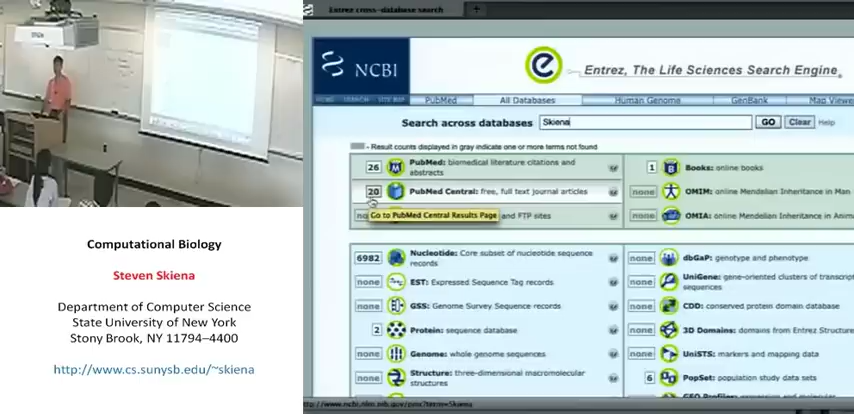 Computational Biology
Steven Skiena
Department of Computer Science
State University of New York
Stony Brook, NY 11794–4400
http://www.cs.sunysb.edu/~skiena
Entrez cross-database search
NCBI
Entrez, The Life Sciences Search Engine
HOME SEARCH SITE MAP PubMed All Databases Human Genome GenBank Map Viewe
Search across databases Skiena GO Clear Help
- Result counts displayed in gray indicate one or more terms not found
26 PubMed: biomedical literature citations and
abstracts
20 PubMed Central: free, full text journal articles
Go to PubMed Central Results Page and FTP sites
1 Books: online books
none OMIM: online Mendelian Inheritance in Man
none OMIA: online Mendelian Inheritance in Anima
6982 Nucleotide: Core subset of nucleotide sequence
records
none EST: Expressed Sequence Tag records
none GSS: Genome Survey Sequence records
2 Protein: sequence database
none Genome: whole genome sequences
none Structure: three-dimensional macromolecular
structures
none dbGaP: genotype and phenotype
none UniGene: gene-oriented clusters of transcrip
sequences
none CDD: conserved protein domain database
none 3D Domains: domains from Entrez Structure
none UniSTS: markers and mapping data
6 PopSet: population study data sets